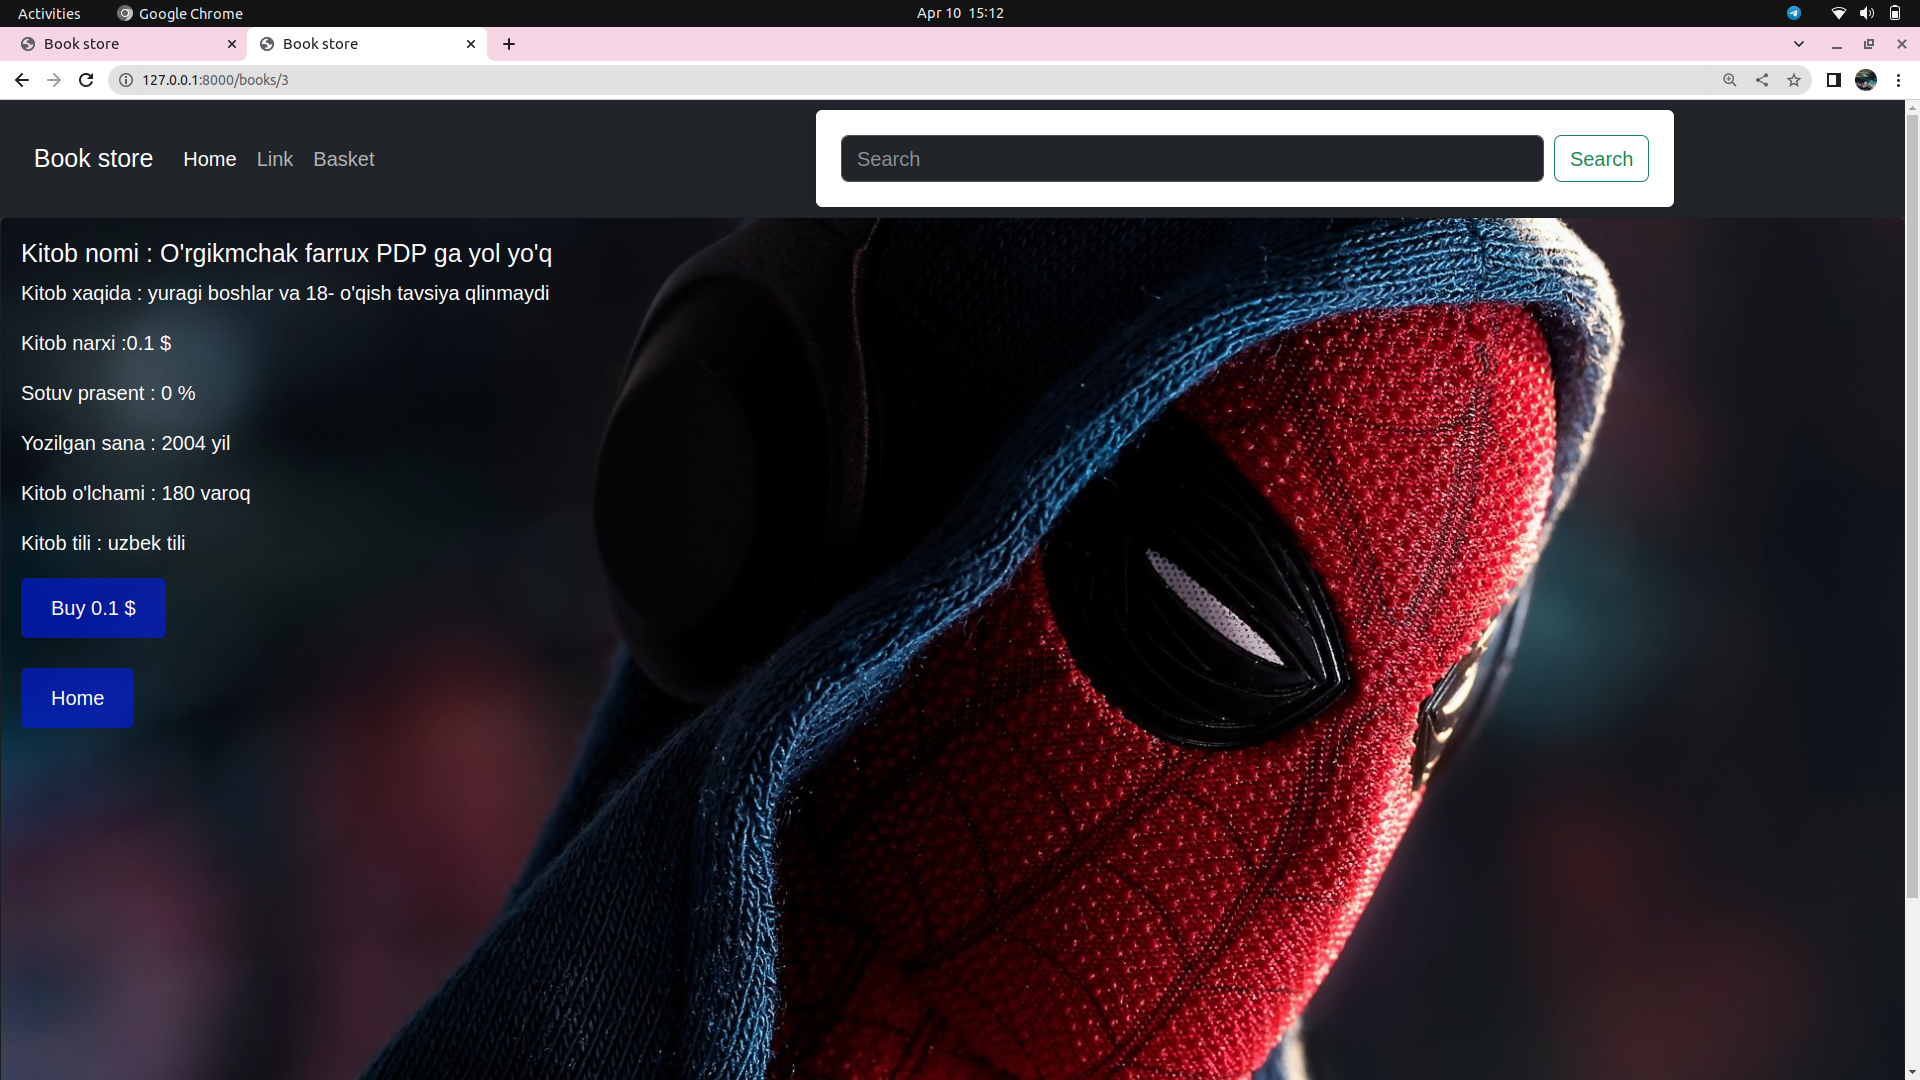 Activities Google Chrome Apr 10 15:12
Book store Book store
127.0.0.1:8000/books/3
Book store Home Link Basket Search Search
Kitob nomi : O'rgikmchak farrux PDP ga yol yo'q
Kitob xaqida : yuragi boshlar va 18- o'qish tavsiya qlinmaydi
Kitob narxi :0.1 $
Sotuv prasent : 0 %
Yozilgan sana : 2004 yil
Kitob o'lchami : 180 varoq
Kitob tili : uzbek tili
Buy 0.1 $
Home